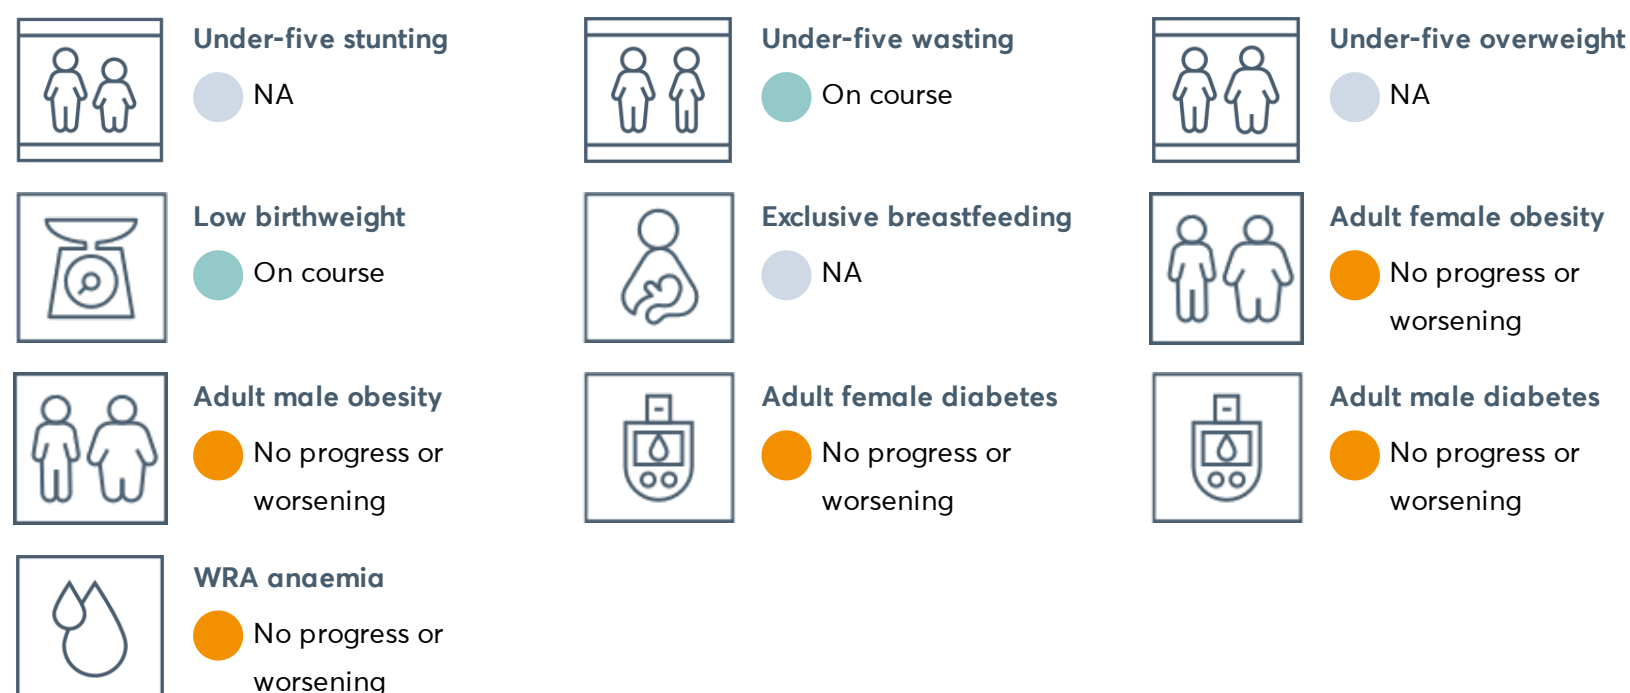 Under-five stunting
NA
Under-five wasting
On course
Under-five overweight
NA
Low birthweight
On course
Exclusive breastfeeding
NA
Adult female obesity
No progress or
worsening
Adult male obesity
No progress or
worsening
Adult female diabetes
No progress or
worsening
Adult male diabetes
No progress or
worsening
WRA anaemia
No progress or
worsening